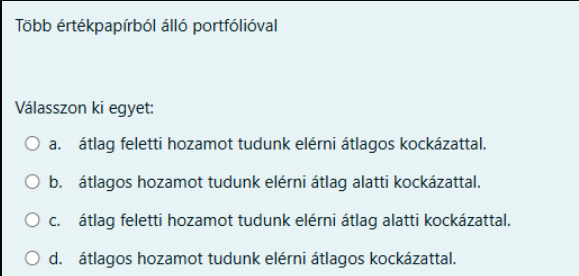 Több értékpapírból álló portfólióval
Válasszon ki egyet:
a. átlag feletti hozamot tudunk elérni átlagos kockázattal.
b. átlagos hozamot tudunk elérni átlag alatti kockázattal.
c. átlag feletti hozamot tudunk elérni átlag alatti kockázattal.
d. átlagos hozamot tudunk elérni átlagos kockázattal.